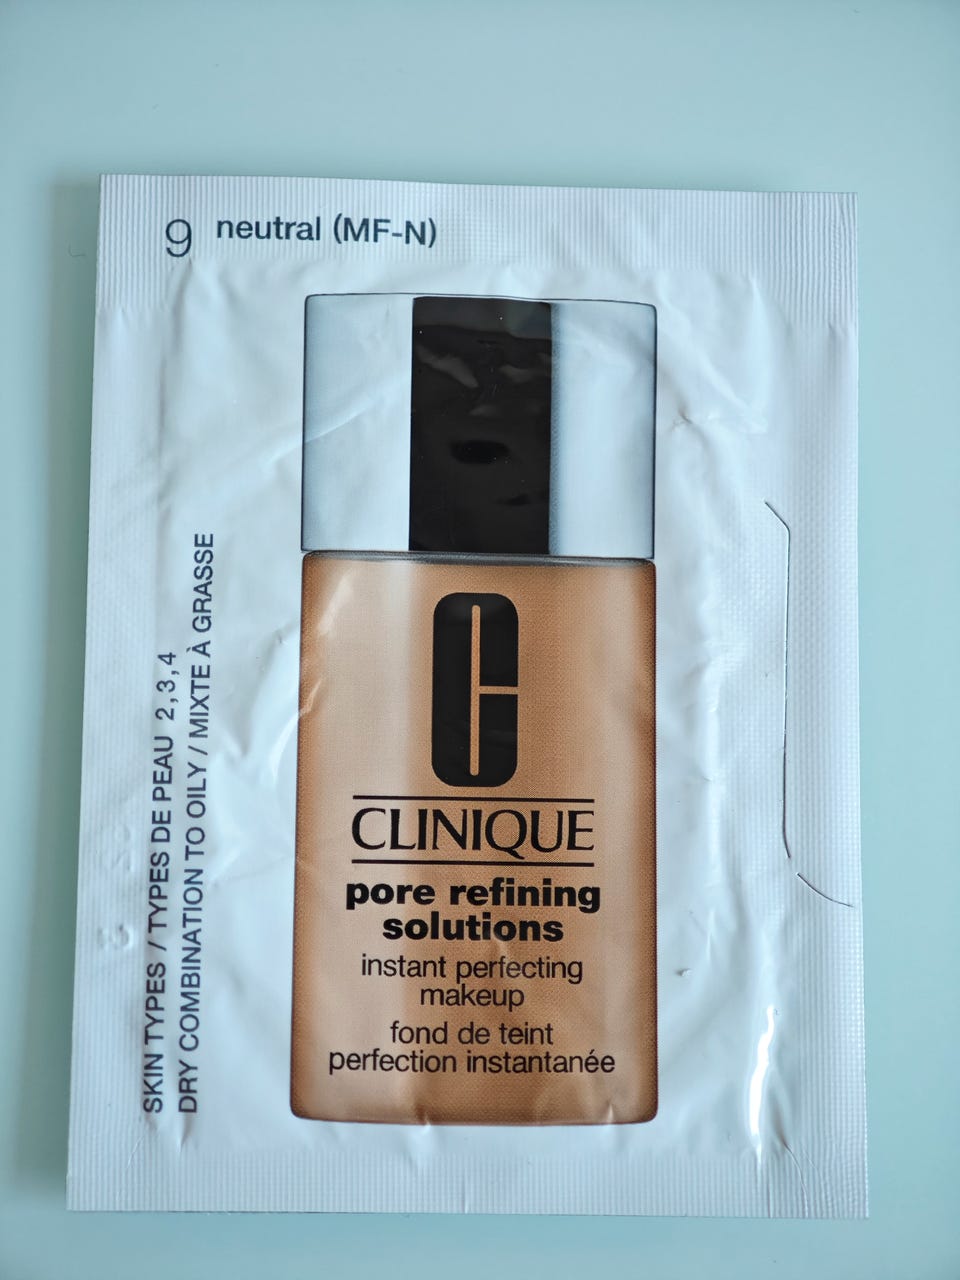 9 neutral (MF-N)
SKIN TYPES / TYPES DE PEAU 2,3,4
DRY COMBINATION TO OILY / MIXTE À GRASSE
C
CLINIQUE
pore refining
solutions
instant perfecting
makeup
fond de teint
perfection instantanée